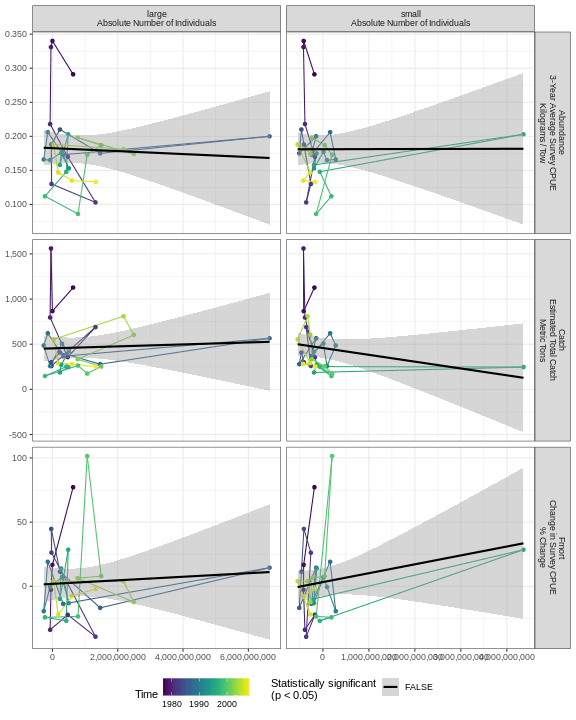 large
Absolute Number of Individuals
small
Absolute Number of Individuals
0.350
0.300
0.250
0.200
0.150
0.100
Abundance
3-Year Average Survey CPUE
Kilograms / Tow
1,500
1,000
500
0
-500
Catch
Estimated Total Catch
Metric Tons
100
50
0
Fmort
Change in Survey CPUE
% Change
0 2,000,000,000 4,000,000,000 6,000,000,000
0 1,000,000,000 2,000,000,000 3,000,000,000 4,000,000,000
Time
1980 1990 2000
Statistically significant
(p < 0.05)
FALSE